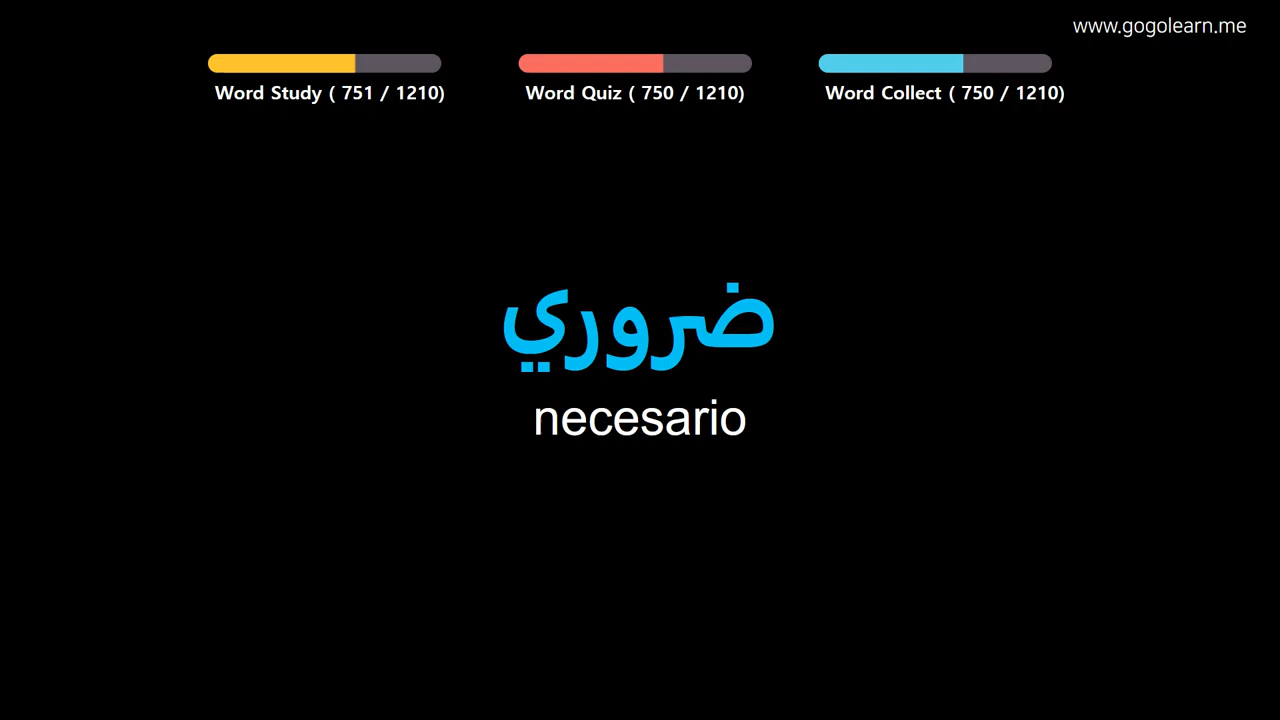 www.gogolearn.me
Word Study ( 751 / 1210)
Word Quiz ( 750 / 1210)
Word Collect ( 750 / 1210)
ضروري
necesario